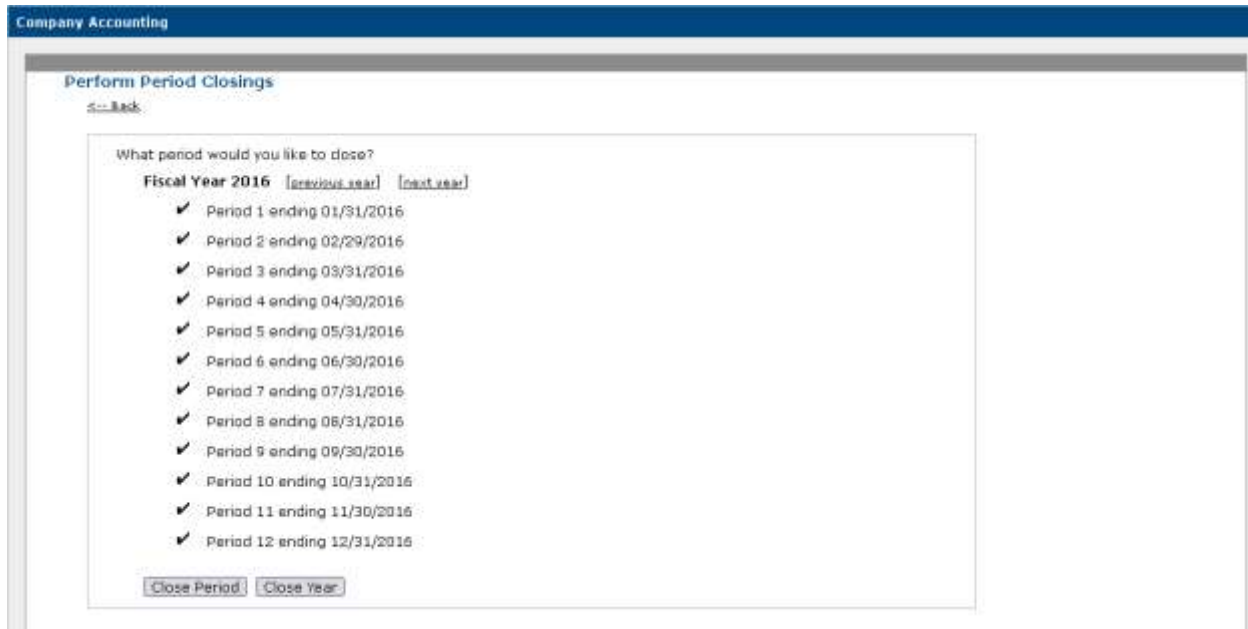 Company Accounting
Perform Period Closings
<-- Back
What period would you like to close?
Fiscal Year 2016 [previous year] [next year]
✔ Period 1 ending 01/31/2016
✔ Period 2 ending 02/29/2016
✔ Period 3 ending 03/31/2016
✔ Period 4 ending 04/30/2016
✔ Period 5 ending 05/31/2016
✔ Period 6 ending 06/30/2016
✔ Period 7 ending 07/31/2016
✔ Period 8 ending 08/31/2016
✔ Period 9 ending 09/30/2016
✔ Period 10 ending 10/31/2016
✔ Period 11 ending 11/30/2016
✔ Period 12 ending 12/31/2016
Close Period Close Year